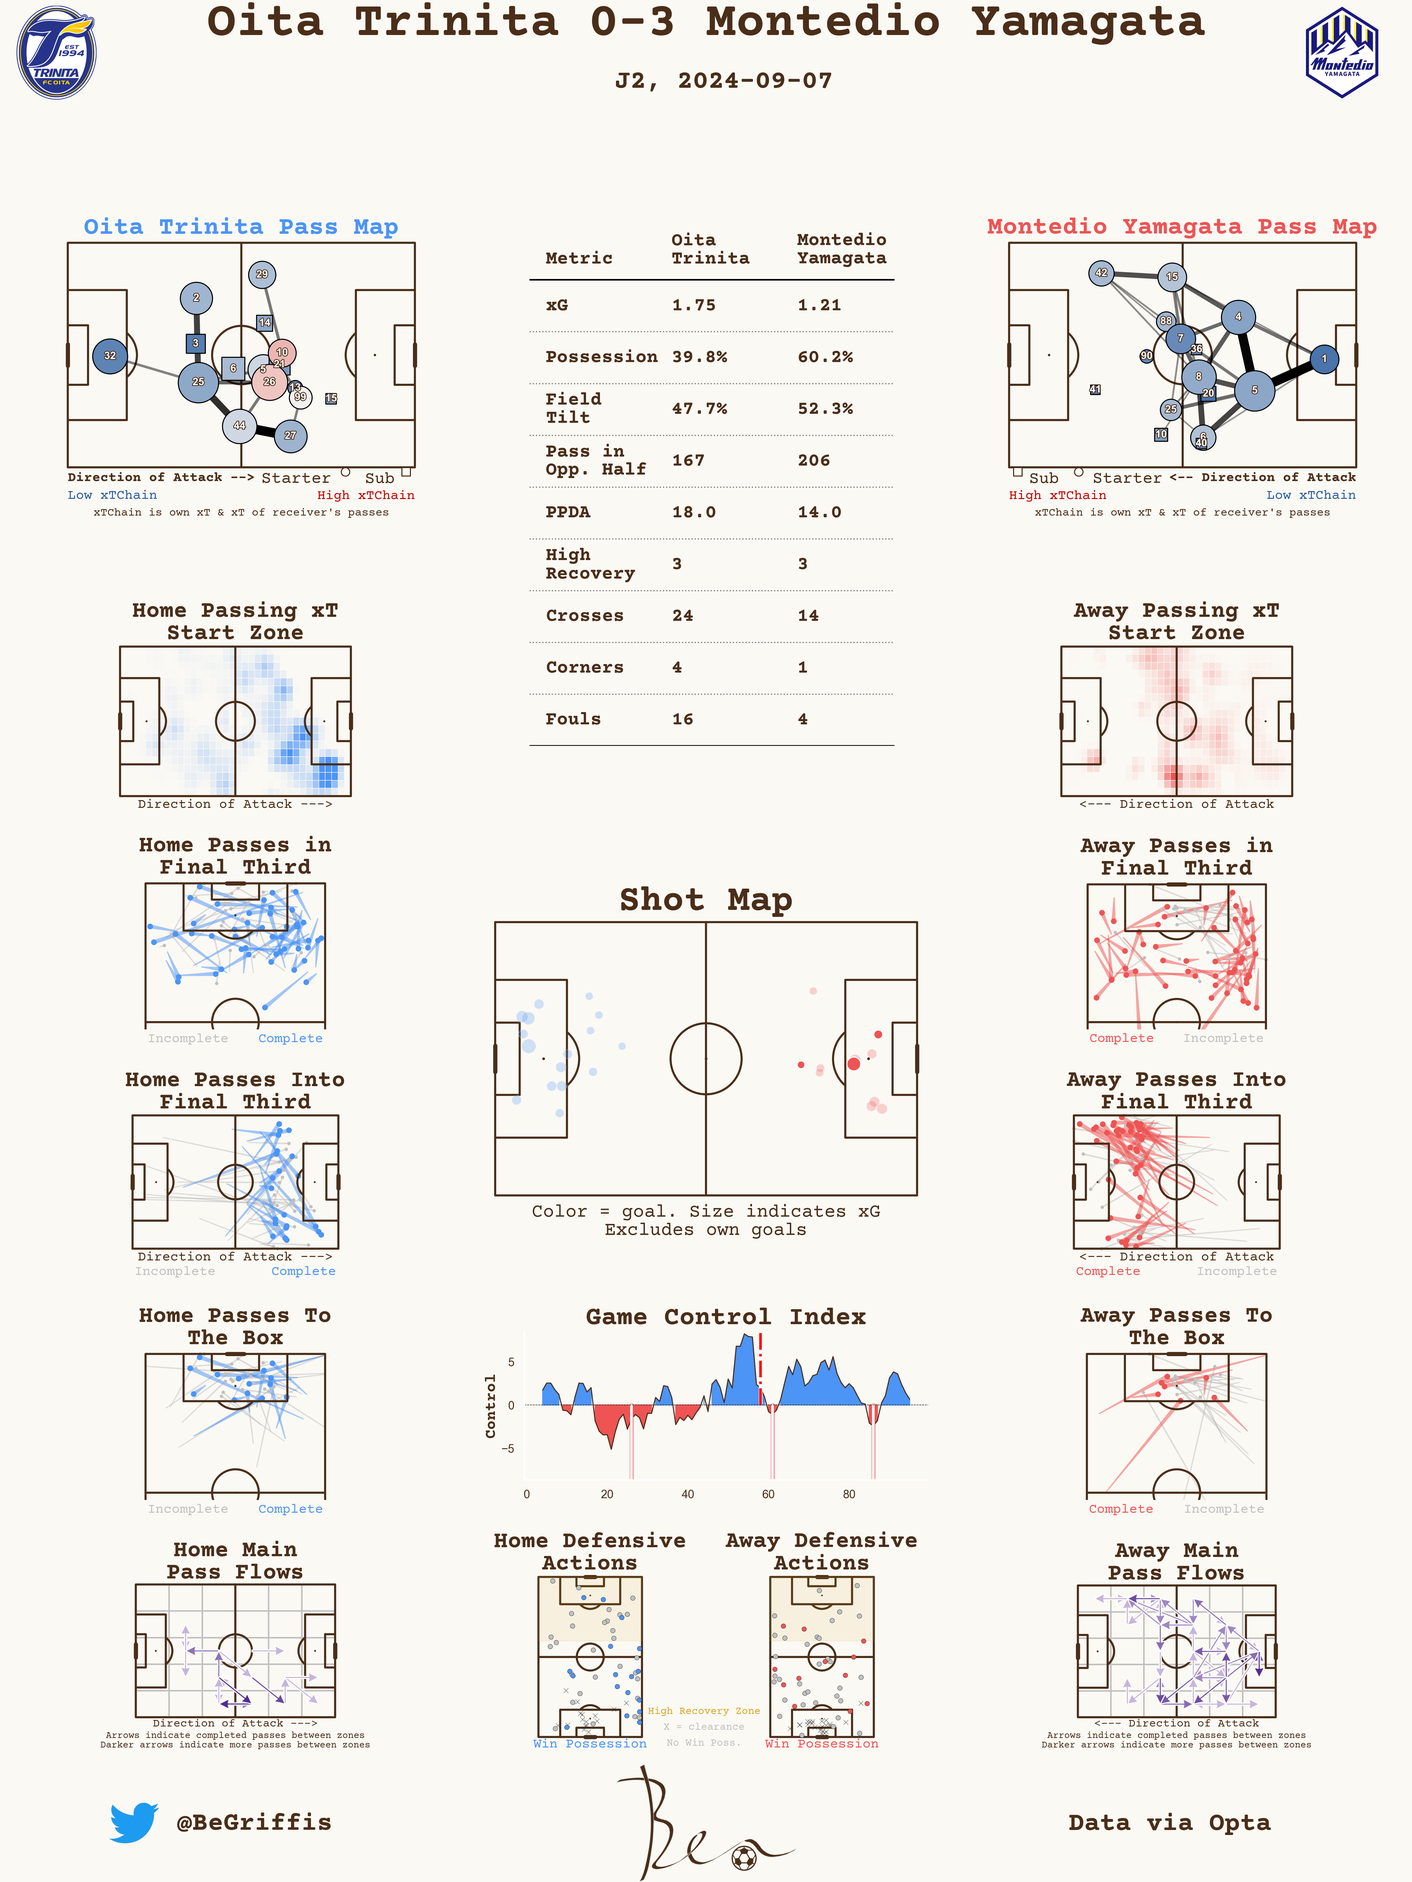 Oita Trinita 0-3 Montedio Yamagata
J2, 2024-09-07
EST
1994
TRINITA
FC OITA
Montedio
YAMAGATA
Oita Trinita Pass Map
29
2
14
3
10
32
6
5
21
25
26
13
99
15
44
27
Direction of Attack -->
Starter
Sub
Low xTChain
High xTChain
xTChain is own xT & xT of receiver's passes
Metric
Oita
Trinita
Montedio
Yamagata
xG 1.75 1.21
Possession 39.8% 60.2%
Field
Tilt
47.7% 52.3%
Pass in
Opp. Half
167 206
PPDA 18.0 14.0
High
Recovery
3 3
Crosses 24 14
Corners 4 1
Fouls 16 4
Montedio Yamagata Pass Map
42
15
4
88
7
36
90
1
8
41
20
5
25
10
6
40
Sub
Starter
<-- Direction of Attack
High xTChain
Low xTChain
xTChain is own xT & xT of receiver's passes
Home Passing xT
Start Zone
Direction of Attack --->
Away Passing xT
Start Zone
<--- Direction of Attack
Home Passes in
Final Third
Incomplete
Complete
Away Passes in
Final Third
Complete
Incomplete
Shot Map
Color = goal. Size indicates xG
Excludes own goals
Home Passes Into
Final Third
Direction of Attack --->
Incomplete
Complete
Away Passes Into
Final Third
<--- Direction of Attack
Complete
Incomplete
Home Passes To
The Box
Incomplete
Complete
Game Control Index
Control
5
0
−5
0
20
40
60
80
Away Passes To
The Box
Complete
Incomplete
Home Main
Pass Flows
Direction of Attack --->
Arrows indicate completed passes between zones
Darker arrows indicate more passes between zones
Home Defensive
Actions
Win Possession
High Recovery Zone
X = clearance
No Win Poss.
Away Defensive
Actions
Win Possession
Away Main
Pass Flows
<--- Direction of Attack
Arrows indicate completed passes between zones
Darker arrows indicate more passes between zones
@BeGriffis
Ben
Data via Opta